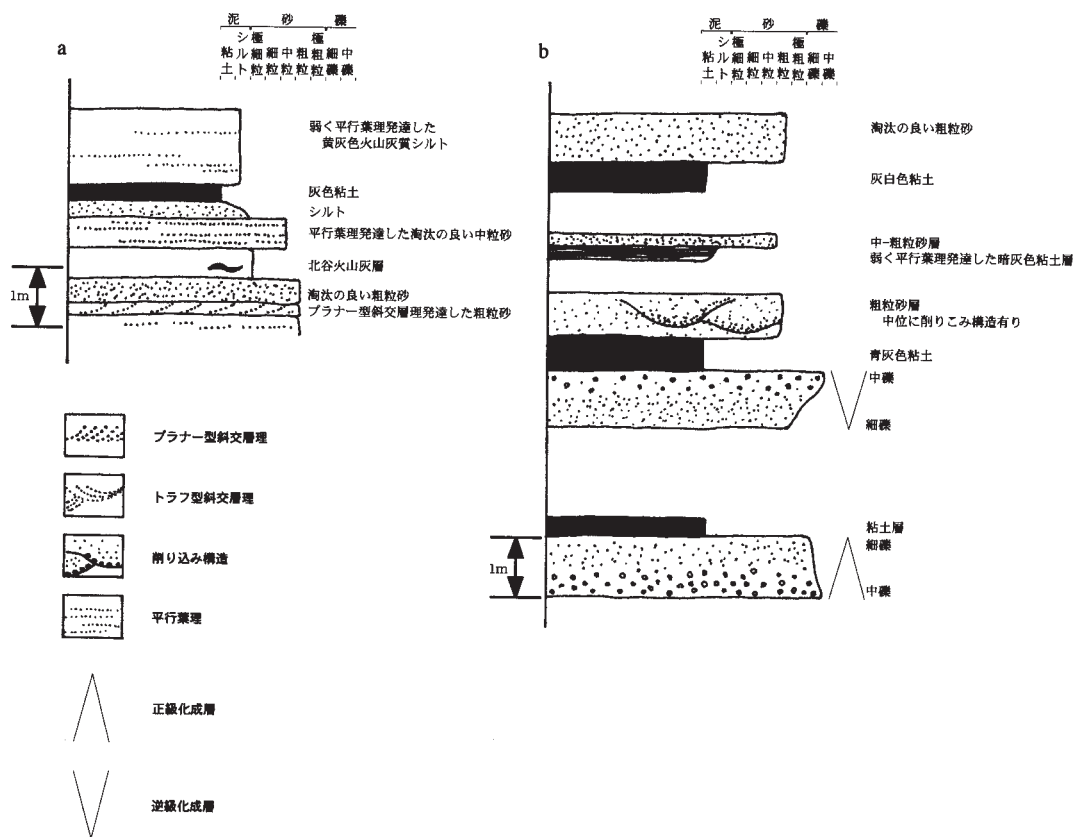 a
泥 砂 礫
粘土 シルト 極細粒 細粒 中粒 粗粒 極粗粒 細礫 中礫
弱く平行葉理発達した
黄灰色火山灰質シルト
灰色粘土
シルト
平行葉理発達した淘汰の良い中粒砂
北谷火山灰層
淘汰の良い粗粒砂
プラナー型斜交層理発達した粗粒砂
1m
プラナー型斜交層理
トラフ型斜交層理
削り込み構造
平行葉理
正級化成層
逆級化成層
b
泥 砂 礫
粘土 シルト 極細粒 細粒 中粒 粗粒 極粗粒 細礫 中礫
淘汰の良い粗粒砂
灰白色粘土
中-粗粒砂層
弱く平行葉理発達した暗灰色粘土層
粗粒砂層
中位に削りこみ構造有り
青灰色粘土
中礫
細礫
粘土層
細礫
中礫
1m